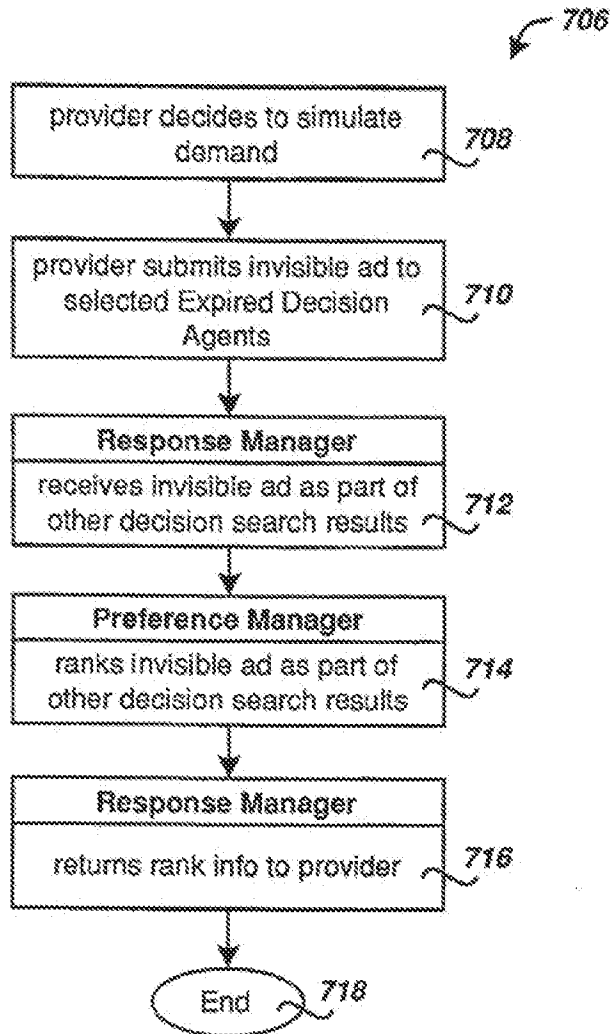 706
provider decides to simulate
demand
708
provider submits invisible ad to
selected Expired Decision
Agents
710
Response Manager
receives invisible ad as part of
other decision search results
712
Preference Manager
ranks invisible ad as part of
other decision search results
714
Response Manager
returns rank info to provider
716
End
718